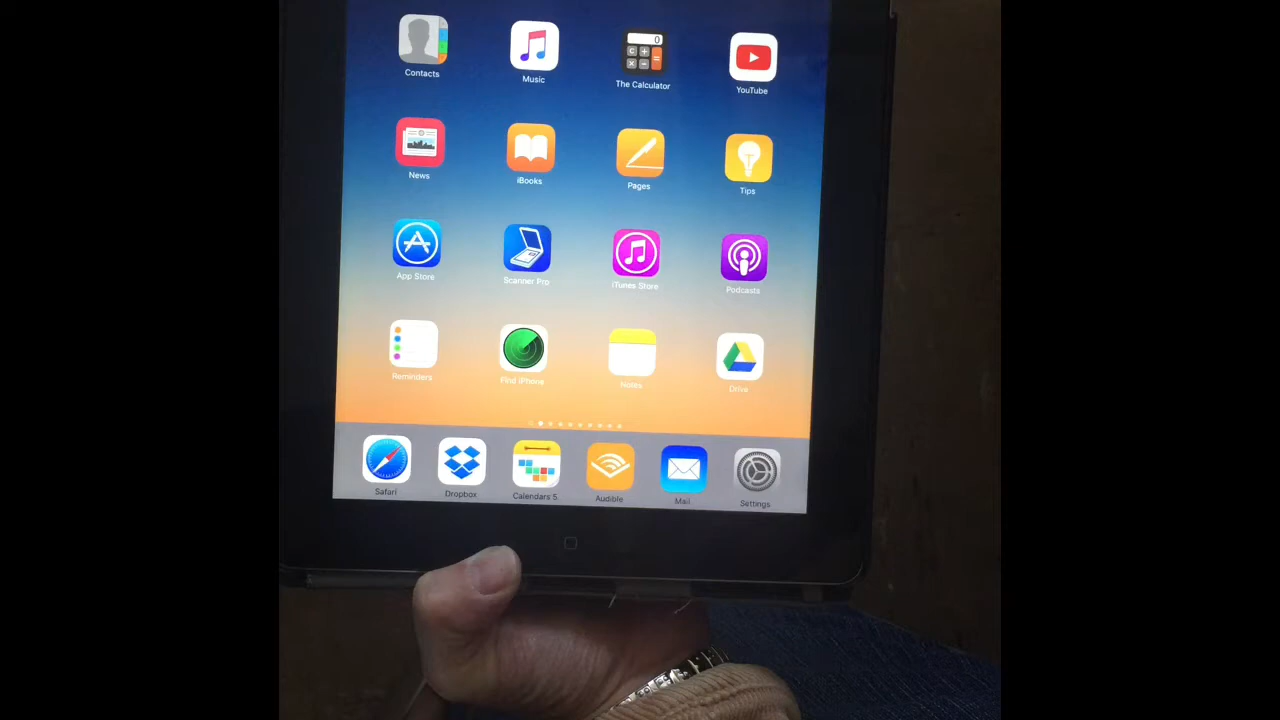 Contacts Music The Calculator YouTube
News iBooks Pages Tips
App Store Scanner Pro iTunes Store Podcasts
Reminders Find iPhone Notes Drive
Safari Dropbox Calendars 5 Audible Mail Settings